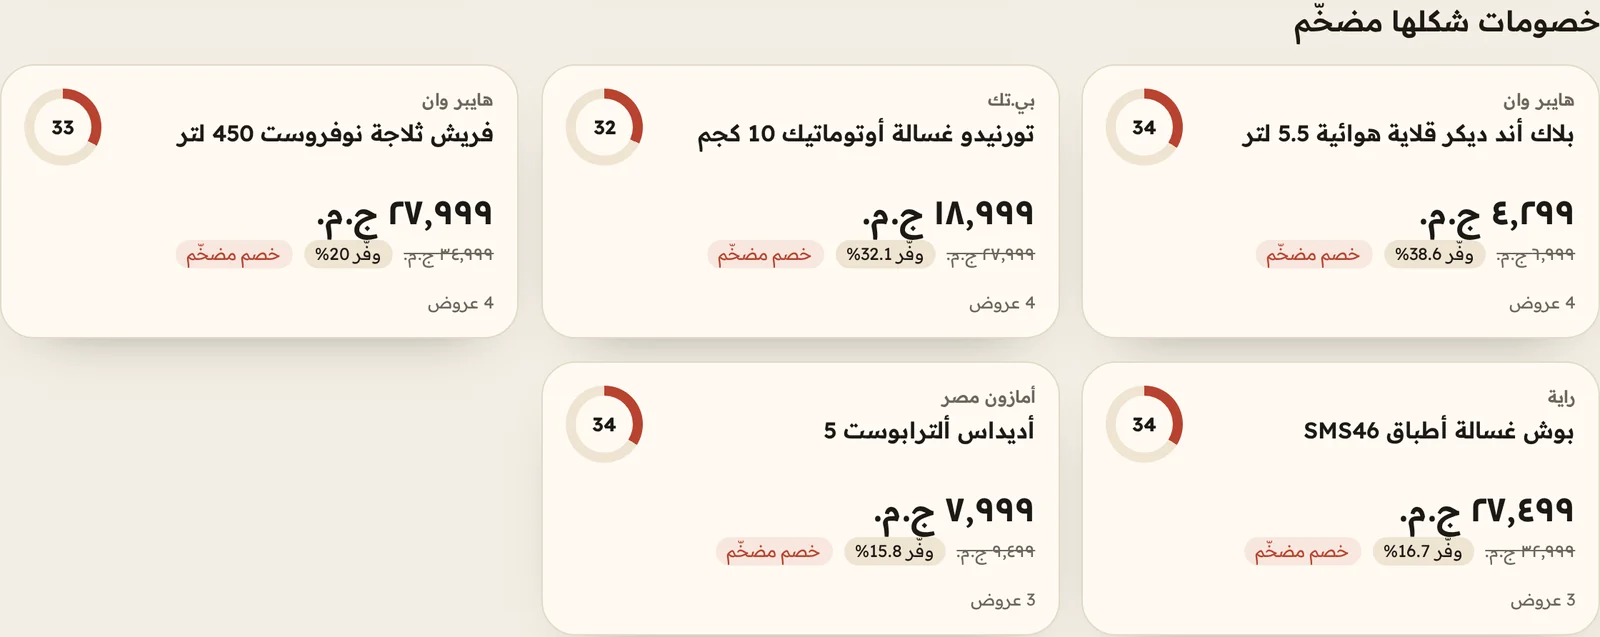 خصومات شكلها مضخّم
هايبر وان
بلاك أند ديكر قلاية هوائية 5.5 لتر
34
٤,٢٩٩ ج.م.
٦,٩٩٩ ج.م. وفّر 38.6% خصم مضخّم
4 عروض
بي.تك
تورنيدو غسالة أوتوماتيك 10 كجم
32
١٨,٩٩٩ ج.م.
٢٧,٩٩٩ ج.م. وفّر 32.1% خصم مضخّم
4 عروض
هايبر وان
فريش ثلاجة نوفروست 450 لتر
33
٢٧,٩٩٩ ج.م.
٣٤,٩٩٩ ج.م. وفّر 20% خصم مضخّم
4 عروض
راية
بوش غسالة أطباق SMS46
34
٢٧,٤٩٩ ج.م.
٣٢,٩٩٩ ج.م. وفّر 16.7% خصم مضخّم
3 عروض
أمازون مصر
أديداس ألترابوست 5
34
٧,٩٩٩ ج.م.
٩,٤٩٩ ج.م. وفّر 15.8% خصم مضخّم
3 عروض